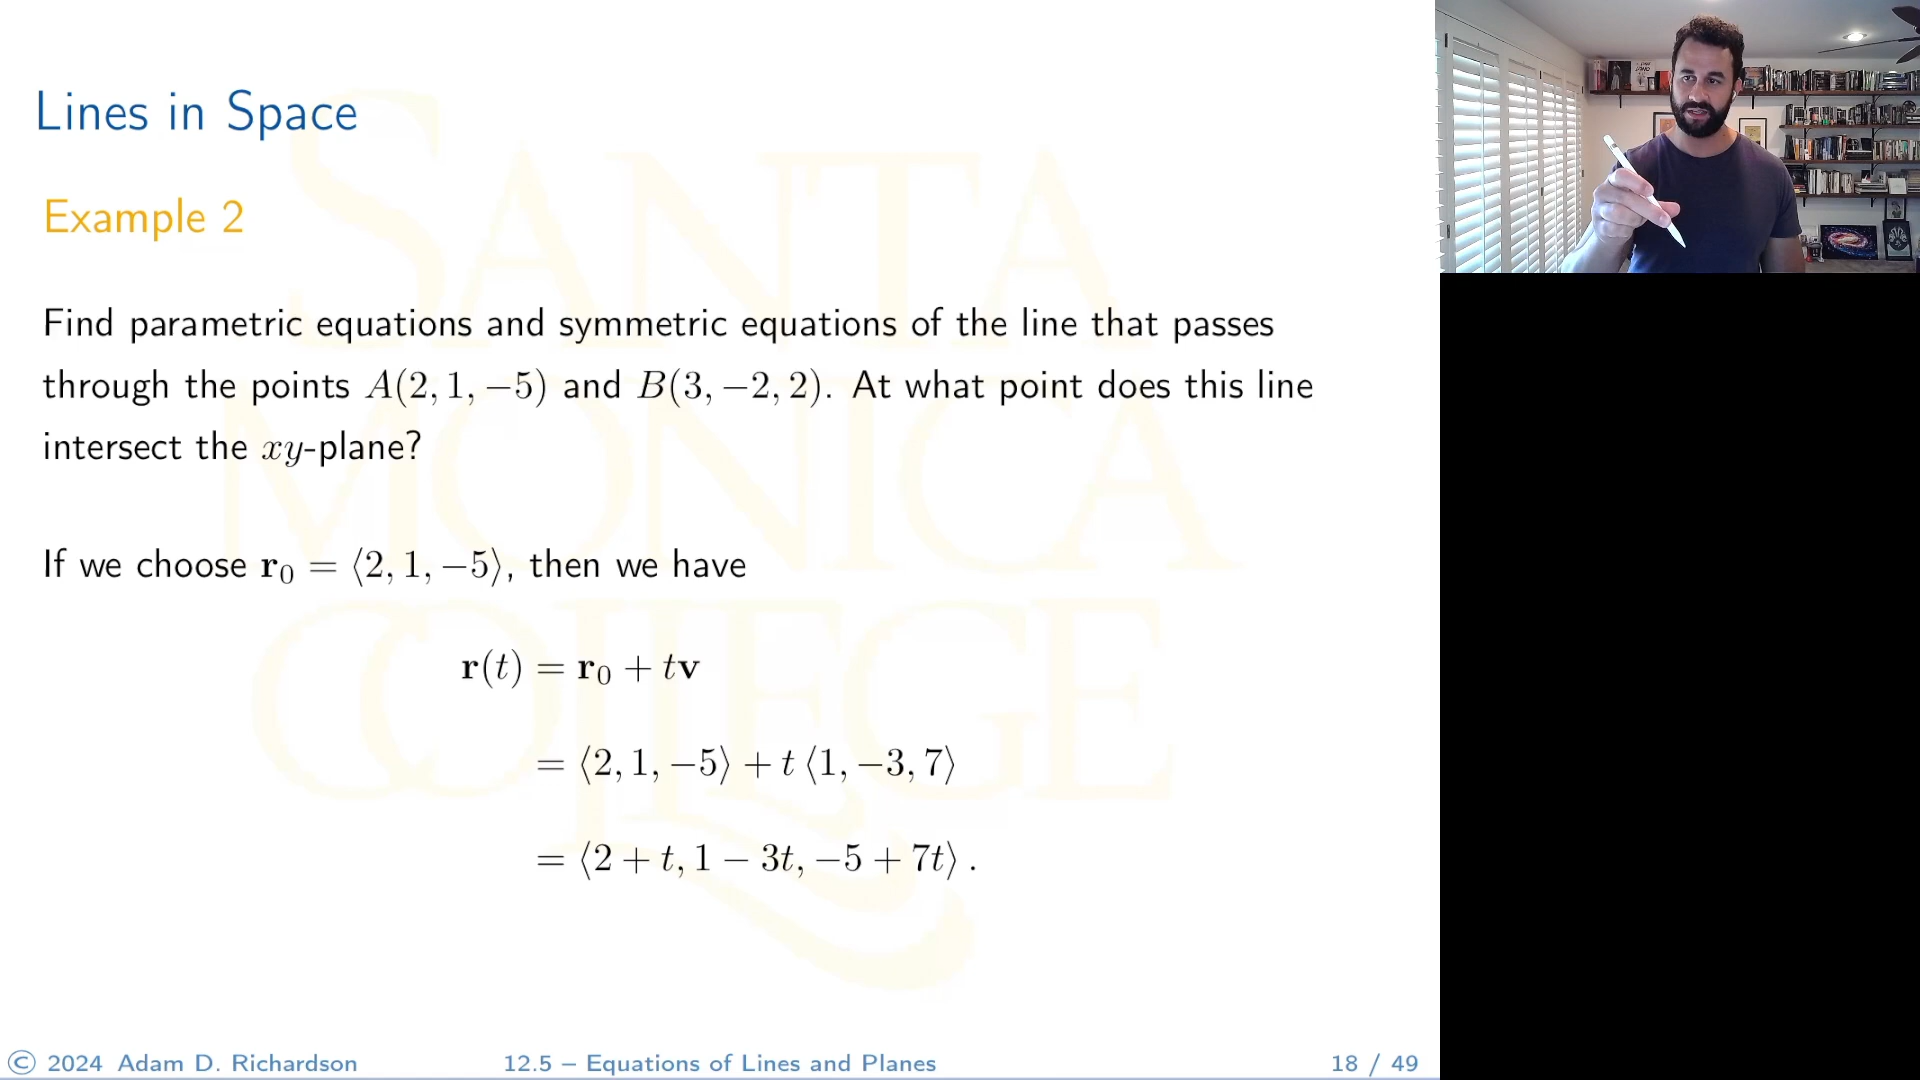 Lines in Space
Example 2
Find parametric equations and symmetric equations of the line that passes
through the points A(2, 1, −5) and B(3, −2, 2). At what point does this line
intersect the xy-plane?
If we choose r₀ = ⟨2, 1, −5⟩, then we have
r(t) = r₀ + tv
= ⟨2, 1, −5⟩ + t ⟨1, −3, 7⟩
= ⟨2 + t, 1 − 3t, −5 + 7t⟩ .
© 2024 Adam D. Richardson
12.5 – Equations of Lines and Planes
18 / 49
SANTA
MONICA
COLLEGE